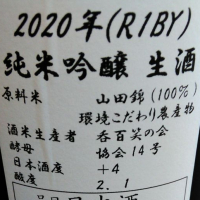 2020年(R1BY)
純米吟醸 生酒
原料米 山田錦(100%)
環境こだわり農産物
酒米生産者 呑百笑の会
酵母 協会14号
日本酒度 +4
酸度 2.1